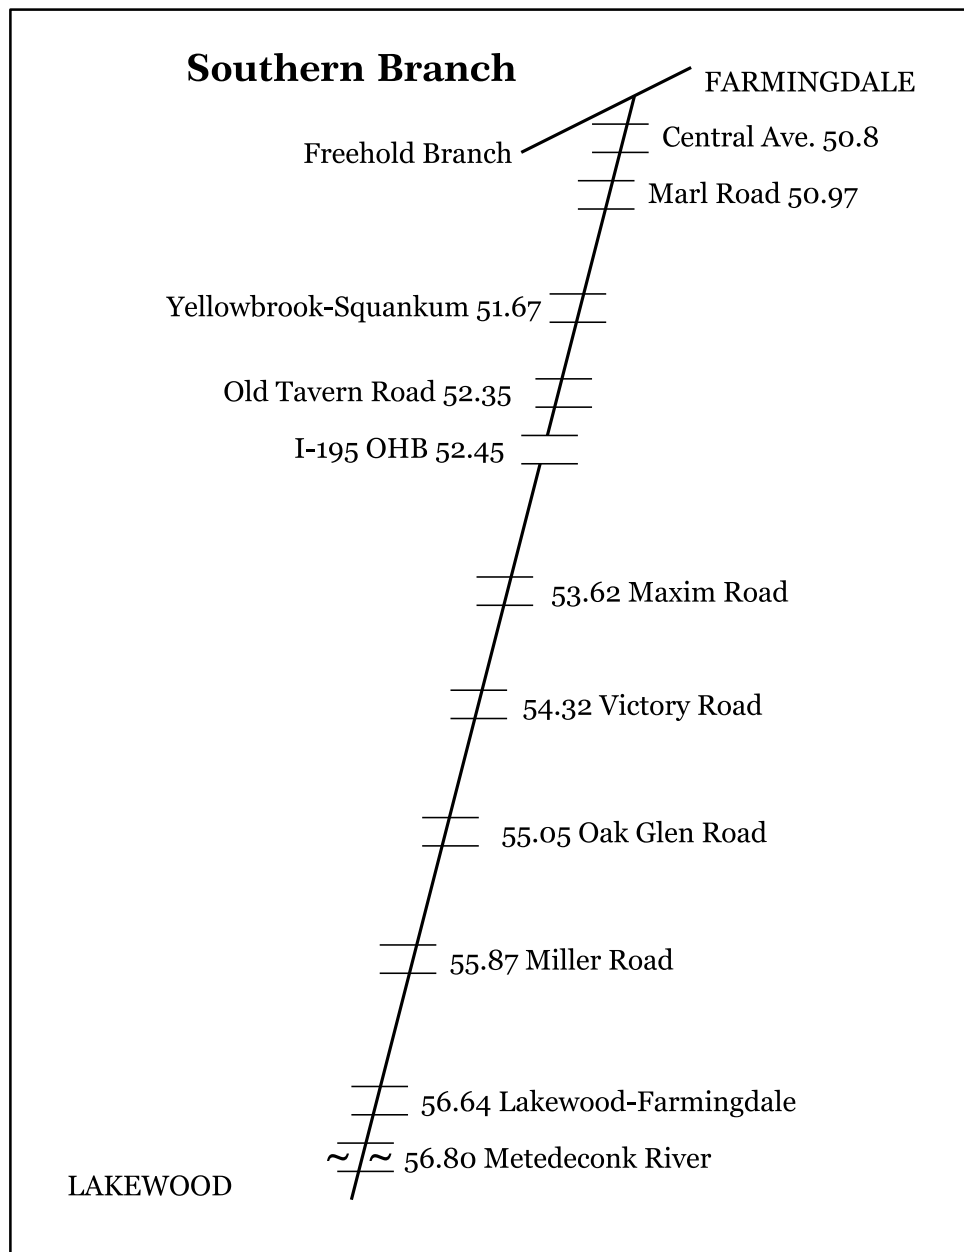 Southern Branch
FARMINGDALE
Central Ave. 50.8
Freehold Branch
Marl Road 50.97
Yellowbrook-Squankum 51.67
Old Tavern Road 52.35
I-195 OHB 52.45
53.62 Maxim Road
54.32 Victory Road
55.05 Oak Glen Road
55.87 Miller Road
56.64 Lakewood-Farmingdale
~ ~ 56.80 Metedeconk River
LAKEWOOD